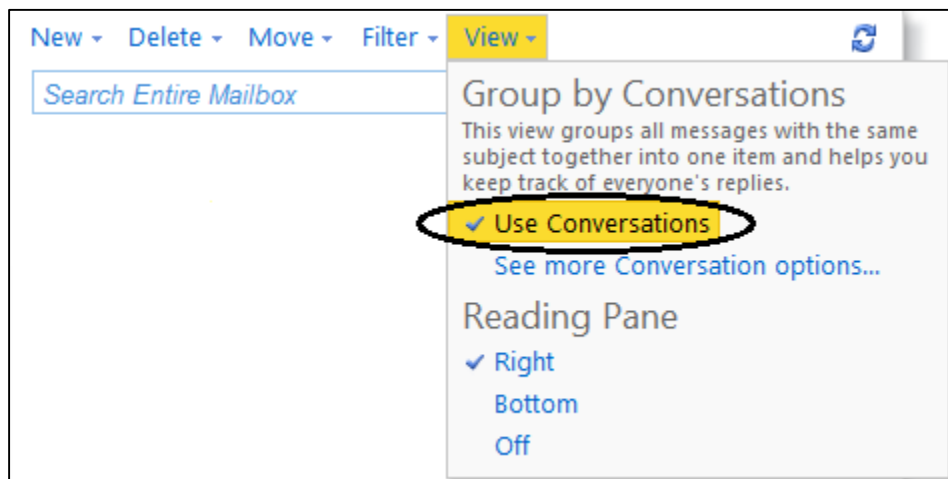 New Delete Move Filter View
Search Entire Mailbox
Group by Conversations
This view groups all messages with the same
subject together into one item and helps you
keep track of everyone's replies.
Use Conversations
See more Conversation options...
Reading Pane
Right
Bottom
Off